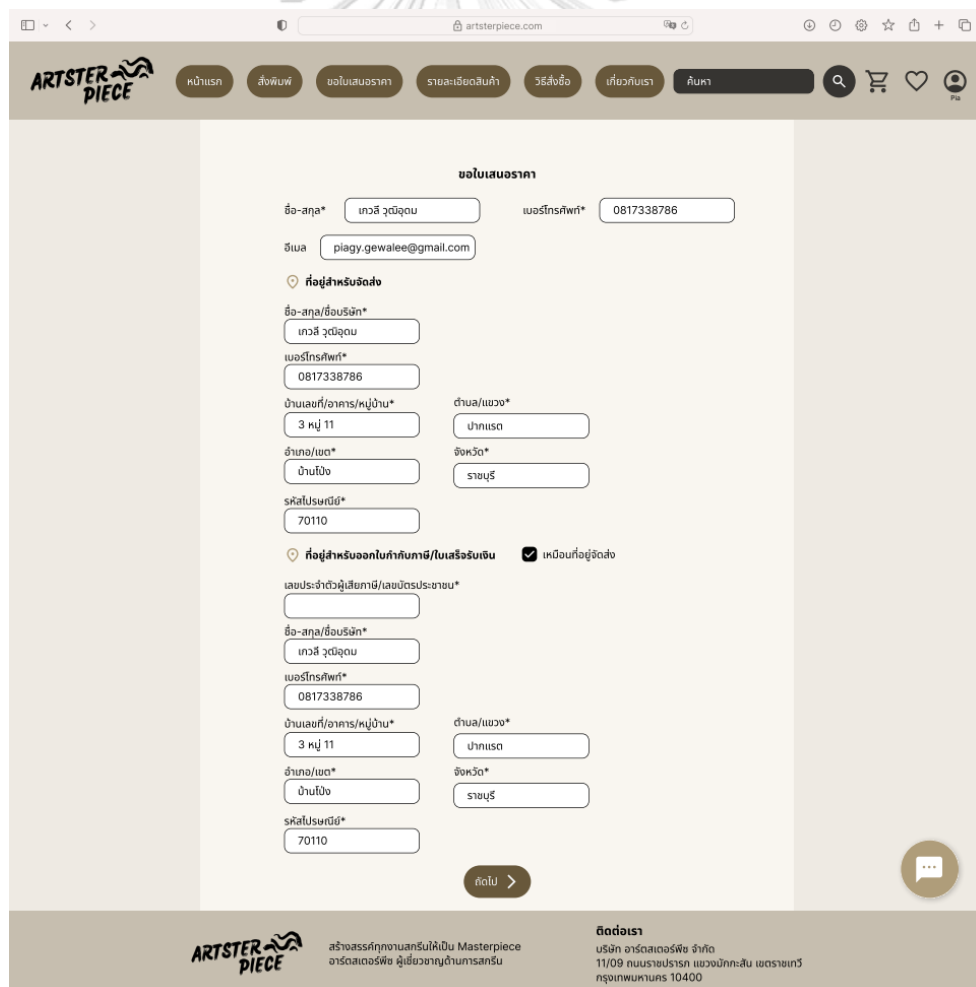 artsterpiece.com
ARTSTER PIECE
หน้าแรก
สั่งพิมพ์
ขอใบเสนอราคา
รายละเอียดสินค้า
วิธีสั่งซื้อ
เกี่ยวกับเรา
ค้นหา
Pia
ขอใบเสนอราคา
ชื่อ-สกุล* เกวลี วุฒิอุดม เบอร์โทรศัพท์* 0817338786
อีเมล piagy.gewalee@gmail.com
ที่อยู่สำหรับจัดส่ง
ชื่อ-สกุล/ชื่อบริษัท*
เกวลี วุฒิอุดม
เบอร์โทรศัพท์*
0817338786
บ้านเลขที่/อาคาร/หมู่บ้าน* ตำบล/แขวง*
3 หมู่ 11 ปากแรต
อำเภอ/เขต* จังหวัด*
บ้านโป่ง ราชบุรี
รหัสไปรษณีย์*
70110
ที่อยู่สำหรับออกใบกำกับภาษี/ใบเสร็จรับเงิน เหมือนที่อยู่จัดส่ง
เลขประจำตัวผู้เสียภาษี/เลขบัตรประชาชน*
ชื่อ-สกุล/ชื่อบริษัท*
เกวลี วุฒิอุดม
เบอร์โทรศัพท์*
0817338786
บ้านเลขที่/อาคาร/หมู่บ้าน* ตำบล/แขวง*
3 หมู่ 11 ปากแรต
อำเภอ/เขต* จังหวัด*
บ้านโป่ง ราชบุรี
รหัสไปรษณีย์*
70110
ถัดไป
ARTSTER PIECE
สร้างสรรค์ทุกงานสกรีนให้เป็น Masterpiece
อาร์ตสเตอร์พีซ ผู้เชี่ยวชาญด้านการสกรีน
ติดต่อเรา
บริษัท อาร์ตสเตอร์พีซ จำกัด
11/09 ถนนราชปรารภ แขวงมักกะสัน เขตราชเทวี
กรุงเทพมหานคร 10400